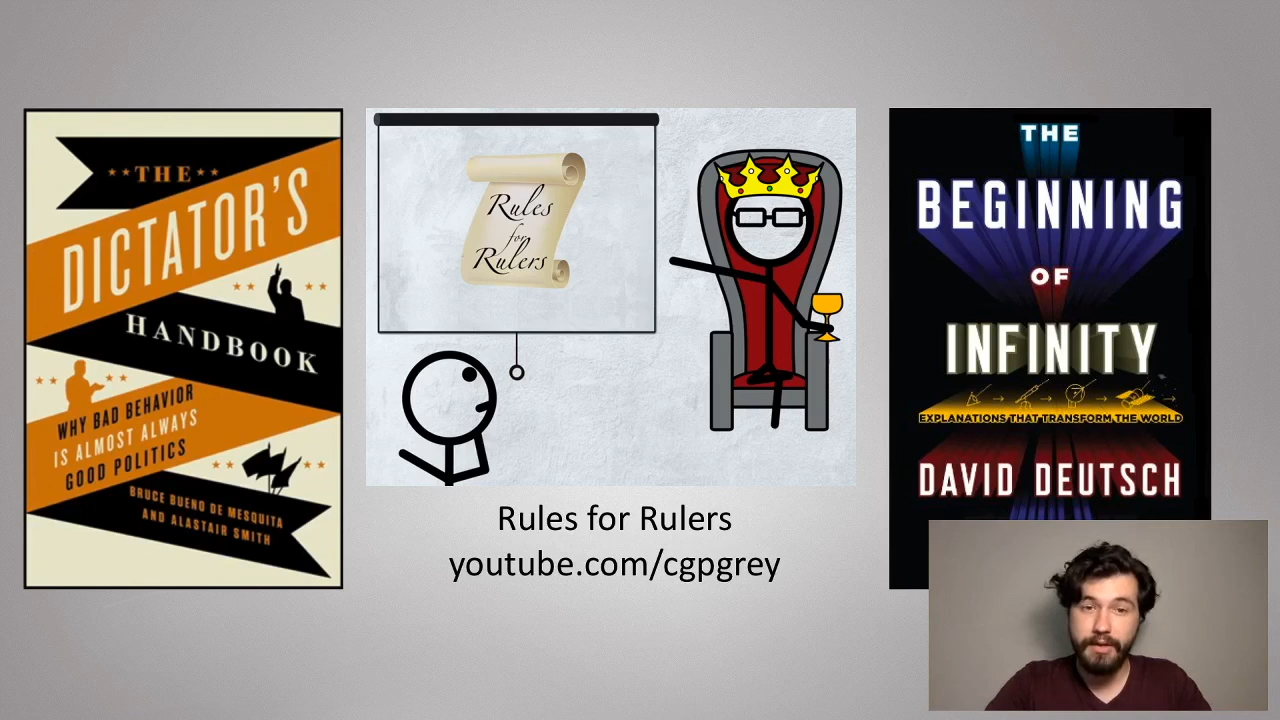 THE
DICTATOR'S
HANDBOOK
WHY BAD BEHAVIOR
IS ALMOST ALWAYS
GOOD POLITICS
BRUCE BUENO DE MESQUITA
AND ALASTAIR SMITH
Rules
for
Rulers
Rules for Rulers
youtube.com/cgpgrey
THE
BEGINNING
OF
INFINITY
EXPLANATIONS THAT TRANSFORM THE WORLD
DAVID DEUTSCH